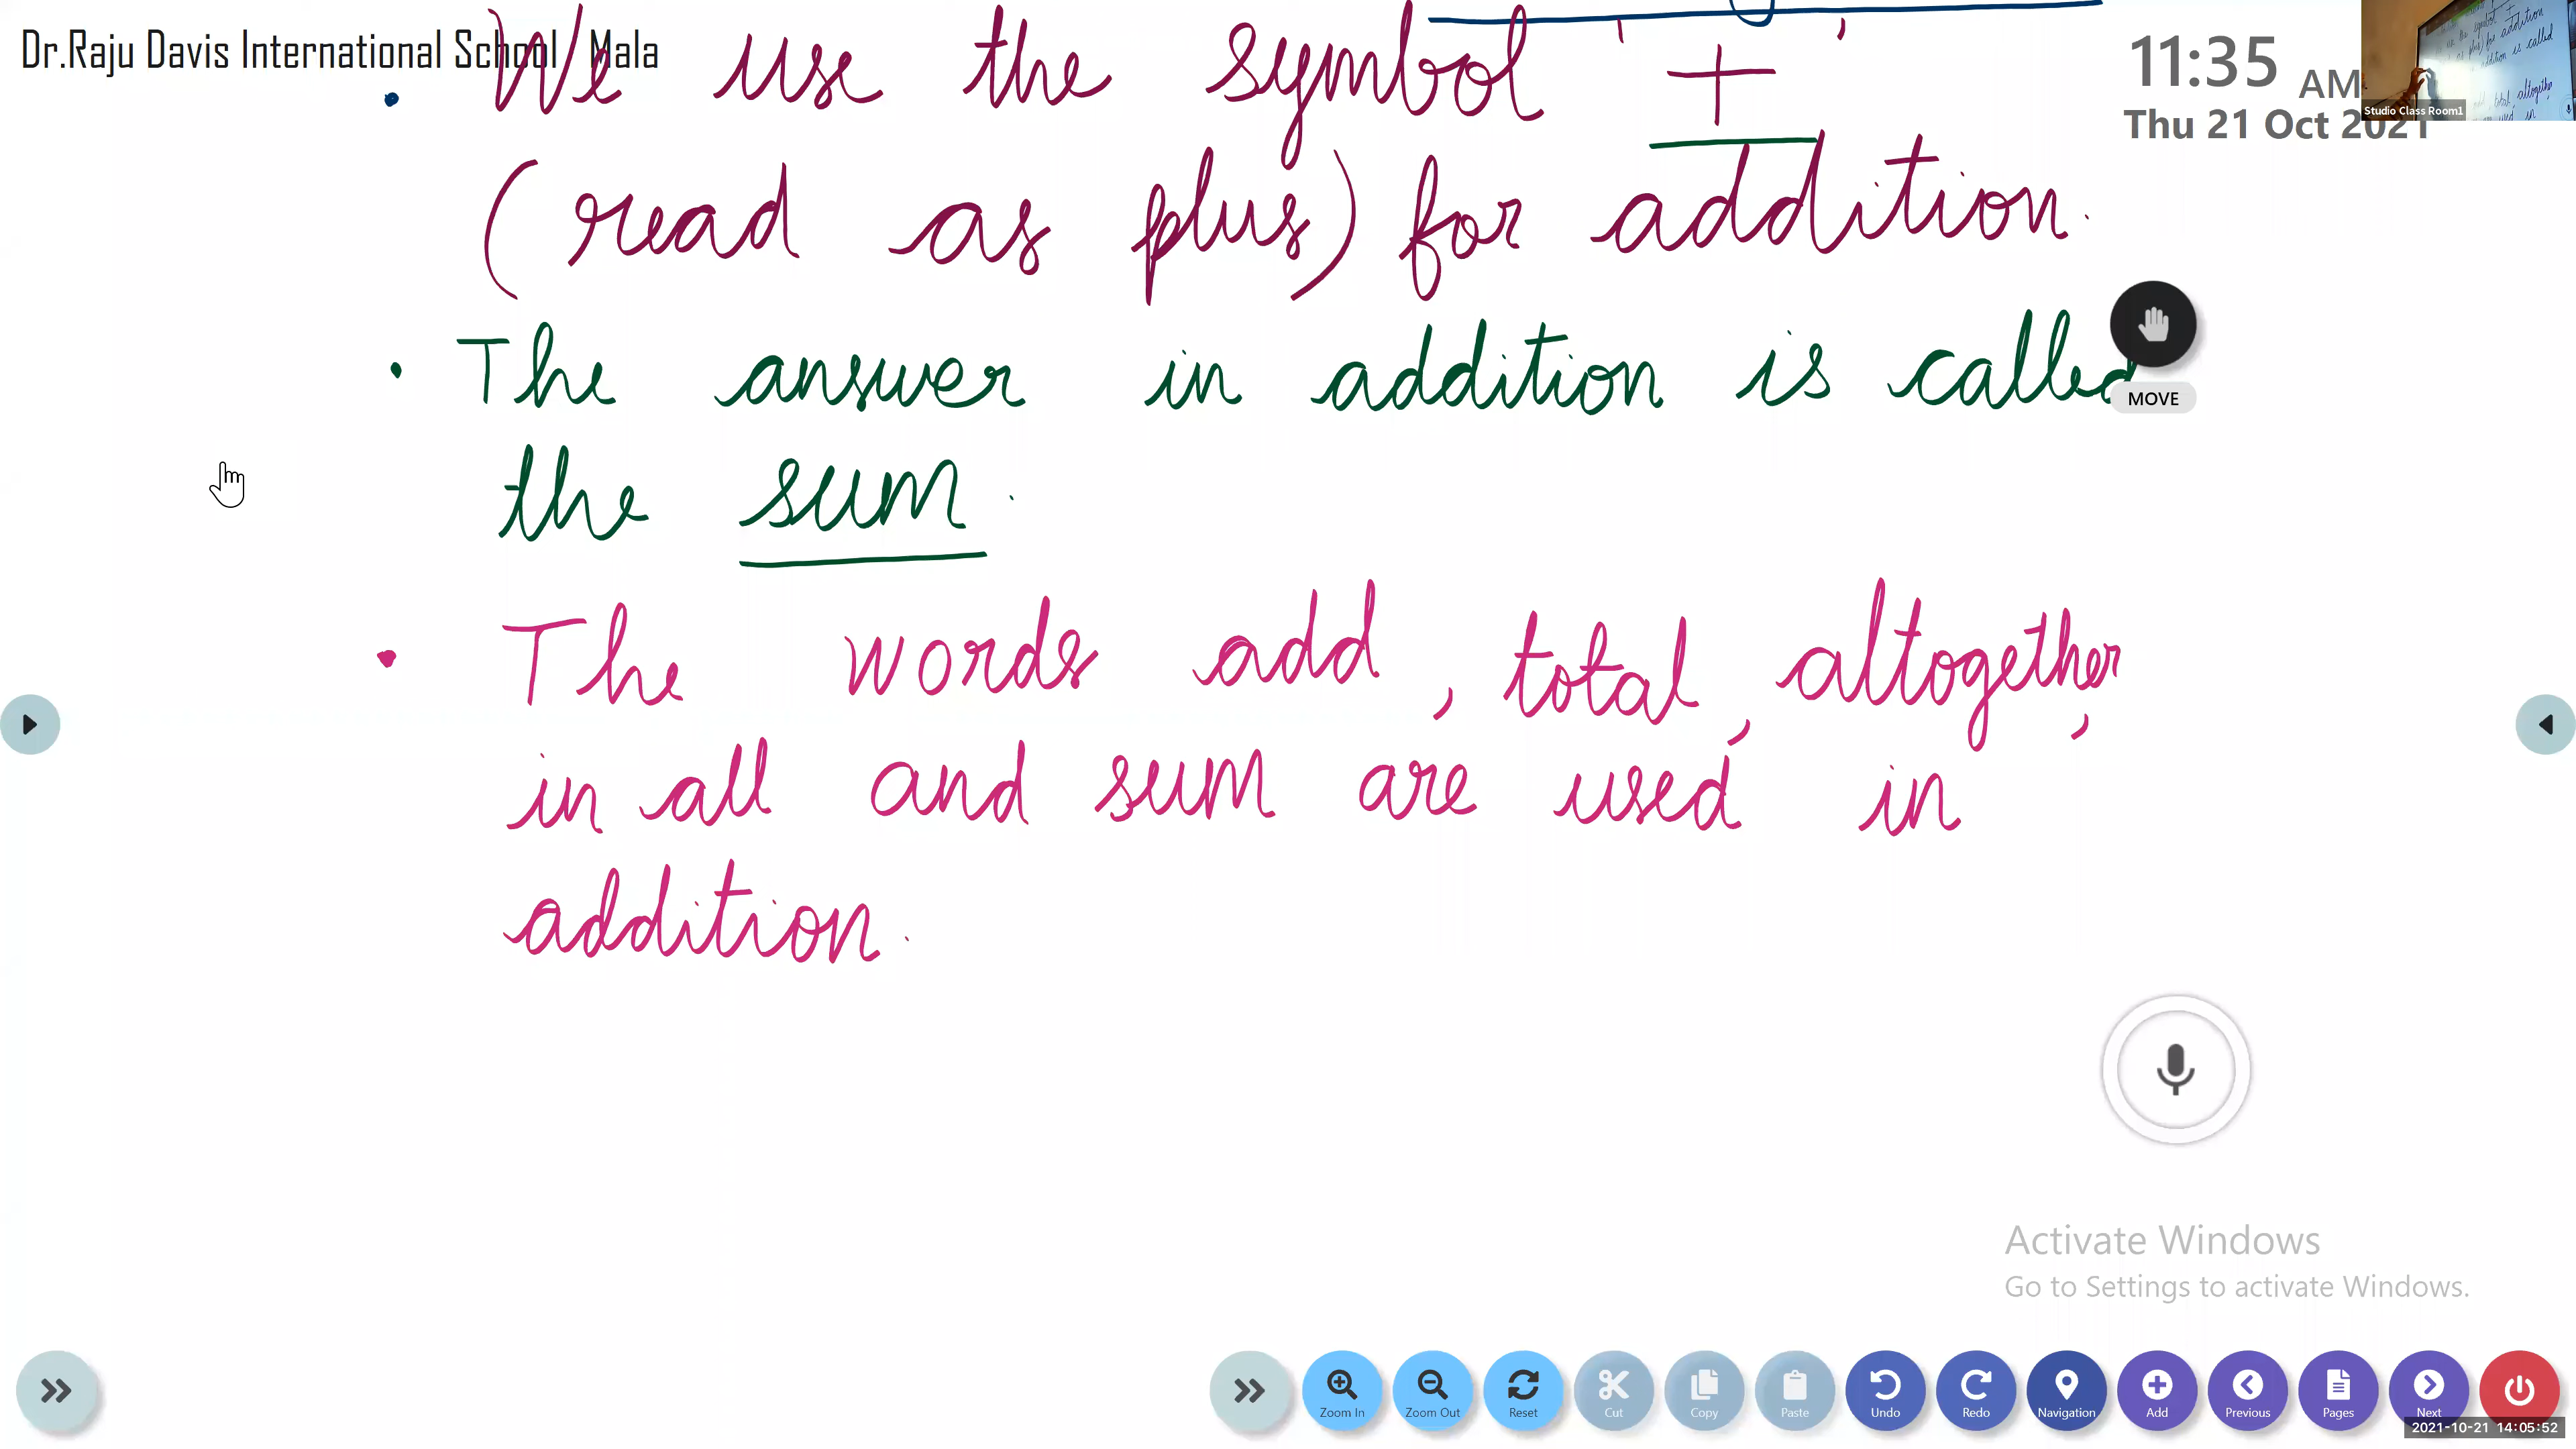 Dr.Raju Davis International School Mala
11:35 AM
Thu 21 Oct 2021
Studio Class Room1
• We use the symbol '+'
(read as plus) for addition.
• The answer in addition is called
the sum.
• The words add, total, altogether,
in all and sum are used in
addition.
MOVE
Activate Windows
Go to Settings to activate Windows.
Zoom In
Zoom Out
Reset
Cut
Copy
Paste
Undo
Redo
Navigation
Add
Previous
Pages
Next
2021-10-21 14:05:52